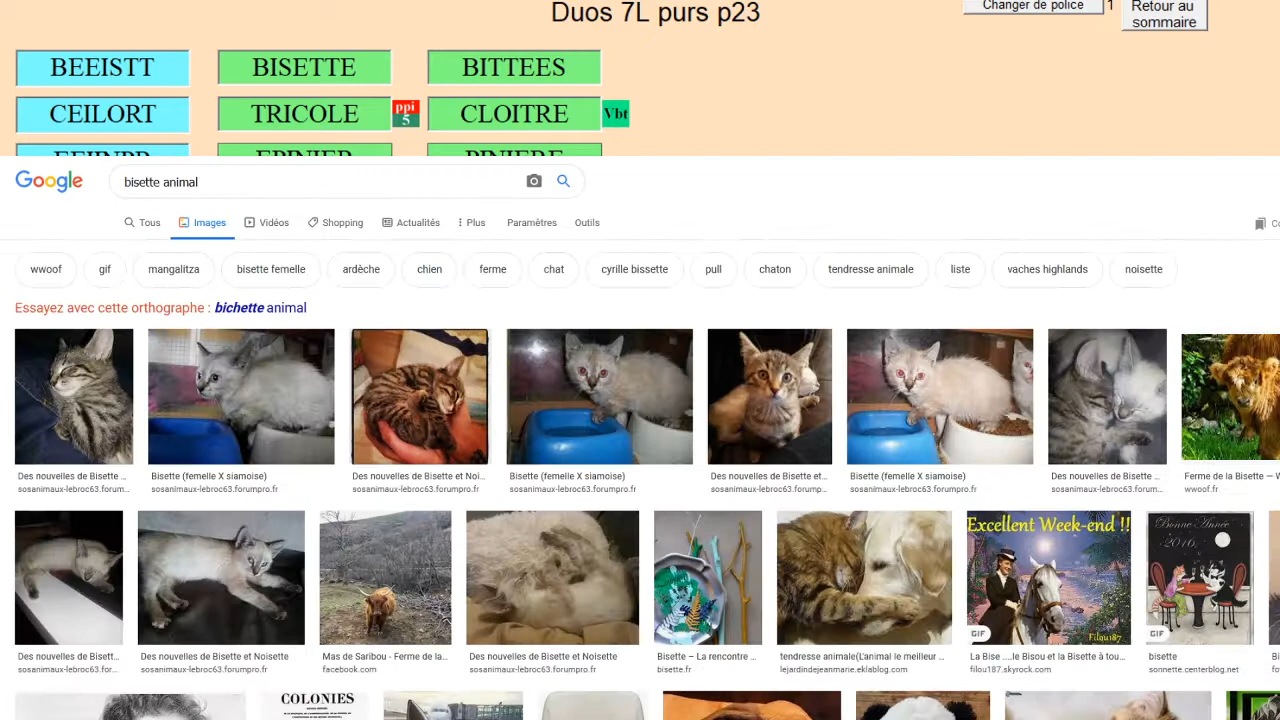 Duos 7L purs p23
Changer de police
1
Retour au
sommaire
BEEISTT
BISETTE
BITTEES
CEILORT
TRICOLE
ppi
5
CLOITRE
Vbt
EPINIER
PINIERE
Google
bisette animal
Tous
Images
Vidéos
Shopping
Actualités
Plus
Paramètres
Outils
wwoof
gif
mangalitza
bisette femelle
ardèche
chien
ferme
chat
cyrille bissette
pull
chaton
tendresse animale
liste
vaches highlands
noisette
Essayez avec cette orthographe : bichette animal
Des nouvelles de Bisette ...
sosanimaux-lebroc63.forum...
Bisette (femelle X siamoise)
sosanimaux-lebroc63.forumpro.fr
Des nouvelles de Bisette et Noi...
sosanimaux-lebroc63.forumpro.fr
Bisette (femelle X siamoise)
sosanimaux-lebroc63.forumpro.fr
Des nouvelles de Bisette et...
sosanimaux-lebroc63.forump...
Bisette (femelle X siamoise)
sosanimaux-lebroc63.forumpro.fr
Des nouvelles de Bisette ...
sosanimaux-lebroc63.forum...
Ferme de la Bisette —
wwoof.fr
Excellent Week-end !!
Filou187
GIF
Bonne Année
2016
GIF
Des nouvelles de Bisett...
sosanimaux-lebroc63.for...
Des nouvelles de Bisette et Noisette
sosanimaux-lebroc63.forumpro.fr
Mas de Saribou - Ferme de la...
facebook.com
Des nouvelles de Bisette et Noisette
sosanimaux-lebroc63.forumpro.fr
Bisette – La rencontre ...
bisette.fr
tendresse animale(L'animal le meilleur ...
lejardindejeanmarie.eklablog.com
La Bise ....le Bisou et la Bisette à tou...
filou187.skyrock.com
bisette
sonnette.centerblog.net
COLONIES